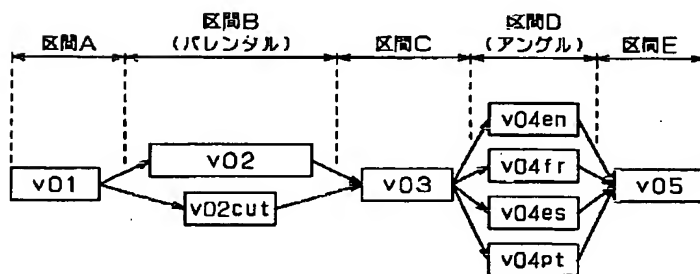 区間A
区間B
(パレンタル)
区間C
区間D
(アングル)
区間E
v01
v02
v02cut
v03
v04en
v04fr
v04es
v04pt
v05